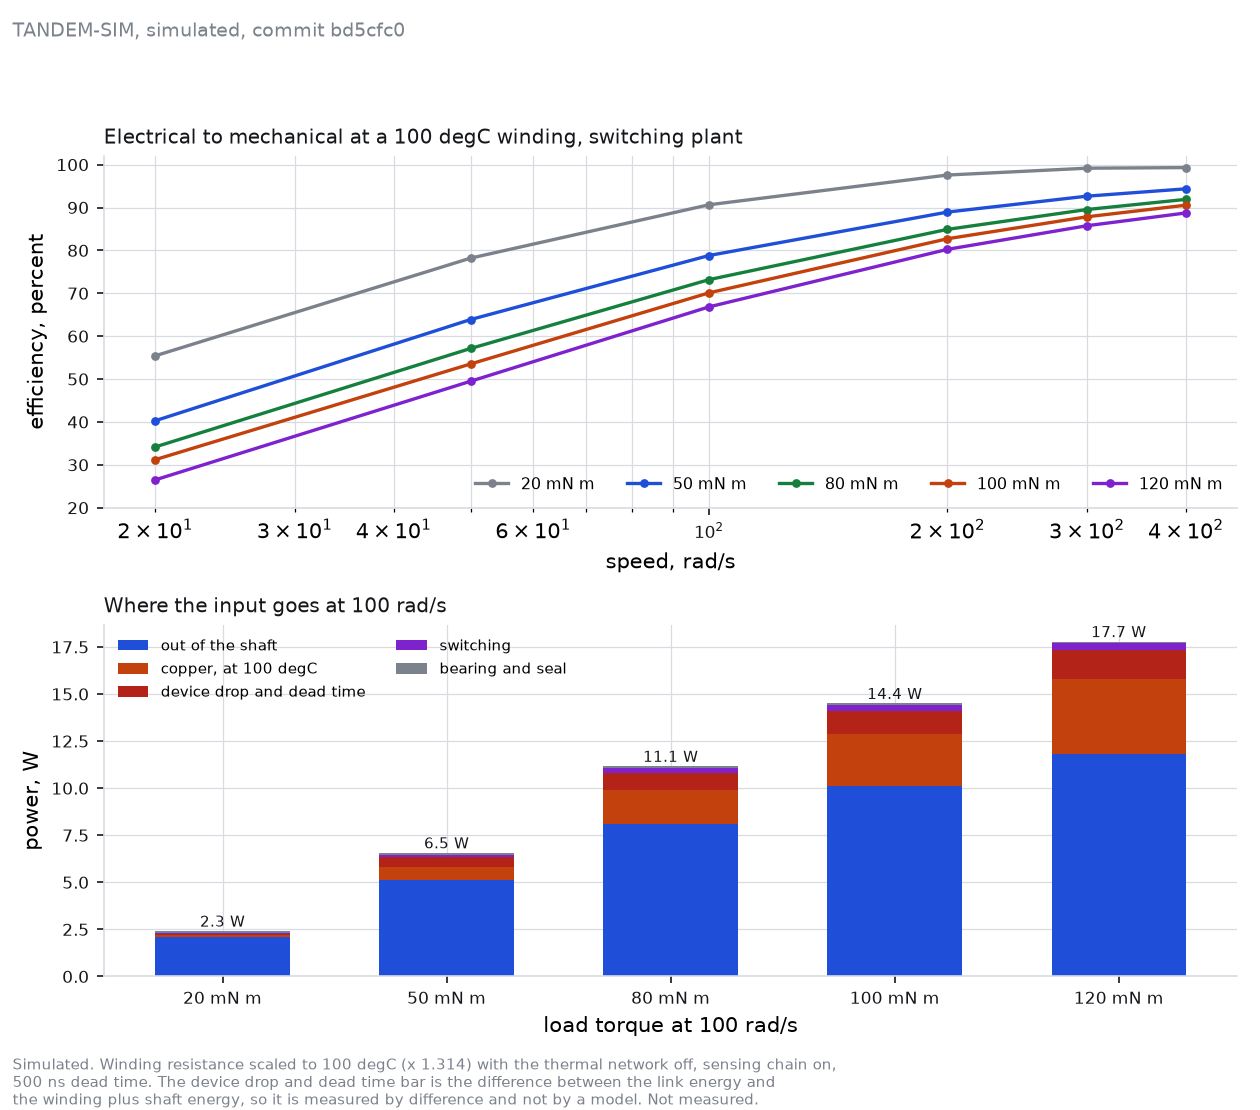 TANDEM-SIM, simulated, commit bd5cfc0
Electrical to mechanical at a 100 degC winding, switching plant
efficiency, percent
100
90
80
70
60
50
40
30
20
20 mN m
50 mN m
80 mN m
100 mN m
120 mN m
2 × 10¹
3 × 10¹
4 × 10¹
6 × 10¹
10²
2 × 10²
3 × 10²
4 × 10²
speed, rad/s
Where the input goes at 100 rad/s
out of the shaft
copper, at 100 degC
device drop and dead time
switching
bearing and seal
power, W
17.5
15.0
12.5
10.0
7.5
5.0
2.5
0.0
2.3 W
6.5 W
11.1 W
14.4 W
17.7 W
20 mN m
50 mN m
80 mN m
100 mN m
120 mN m
load torque at 100 rad/s
Simulated. Winding resistance scaled to 100 degC (x 1.314) with the thermal network off, sensing chain on,
500 ns dead time. The device drop and dead time bar is the difference between the link energy and
the winding plus shaft energy, so it is measured by difference and not by a model. Not measured.